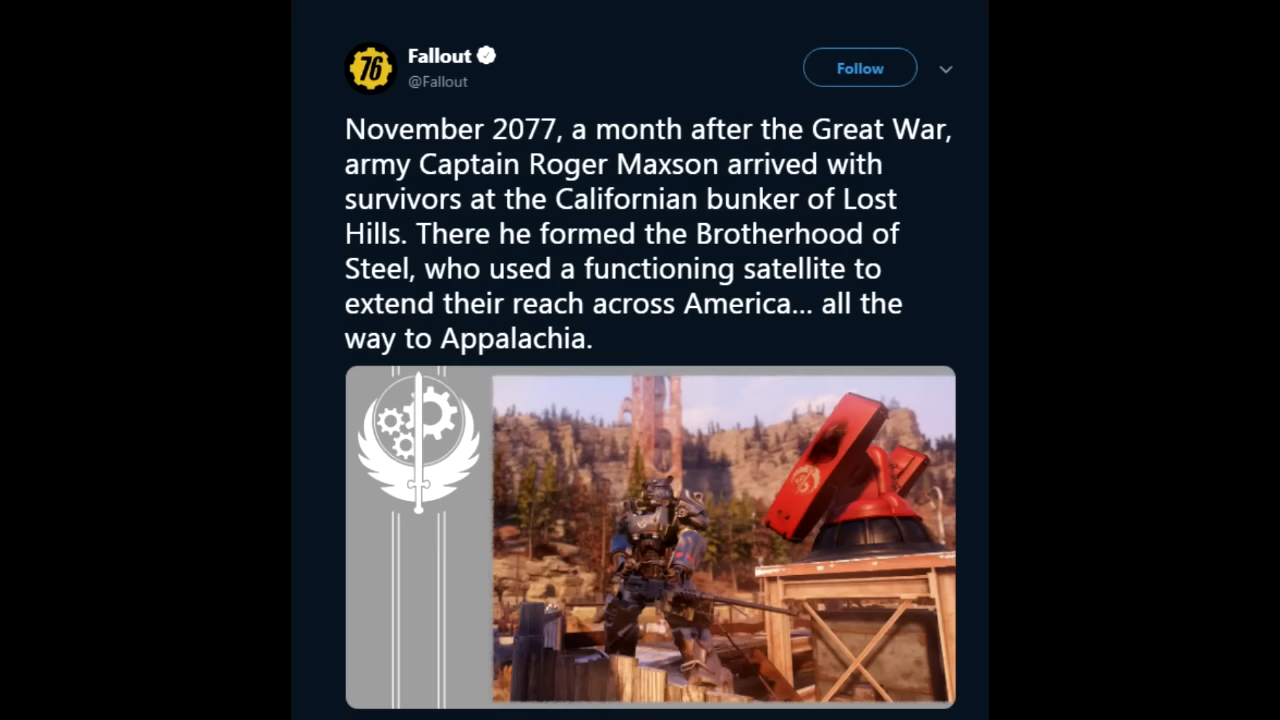 76
Fallout
@Fallout
Follow
November 2077, a month after the Great War,
army Captain Roger Maxson arrived with
survivors at the Californian bunker of Lost
Hills. There he formed the Brotherhood of
Steel, who used a functioning satellite to
extend their reach across America... all the
way to Appalachia.